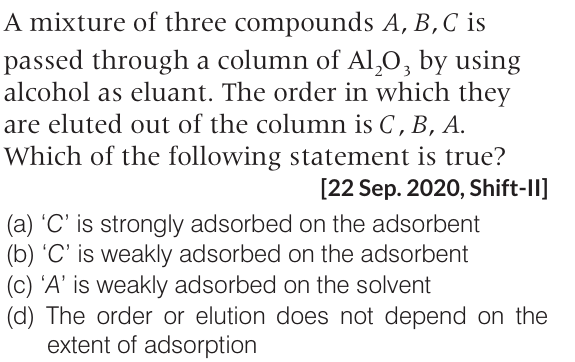 A mixture of three compounds A, B, C is
passed through a column of Al₂O₃ by using
alcohol as eluant. The order in which they
are eluted out of the column is C, B, A.
Which of the following statement is true?
[22 Sep. 2020, Shift-II]
(a) ‘C’ is strongly adsorbed on the adsorbent
(b) ‘C’ is weakly adsorbed on the adsorbent
(c) ‘A’ is weakly adsorbed on the solvent
(d) The order or elution does not depend on the
extent of adsorption